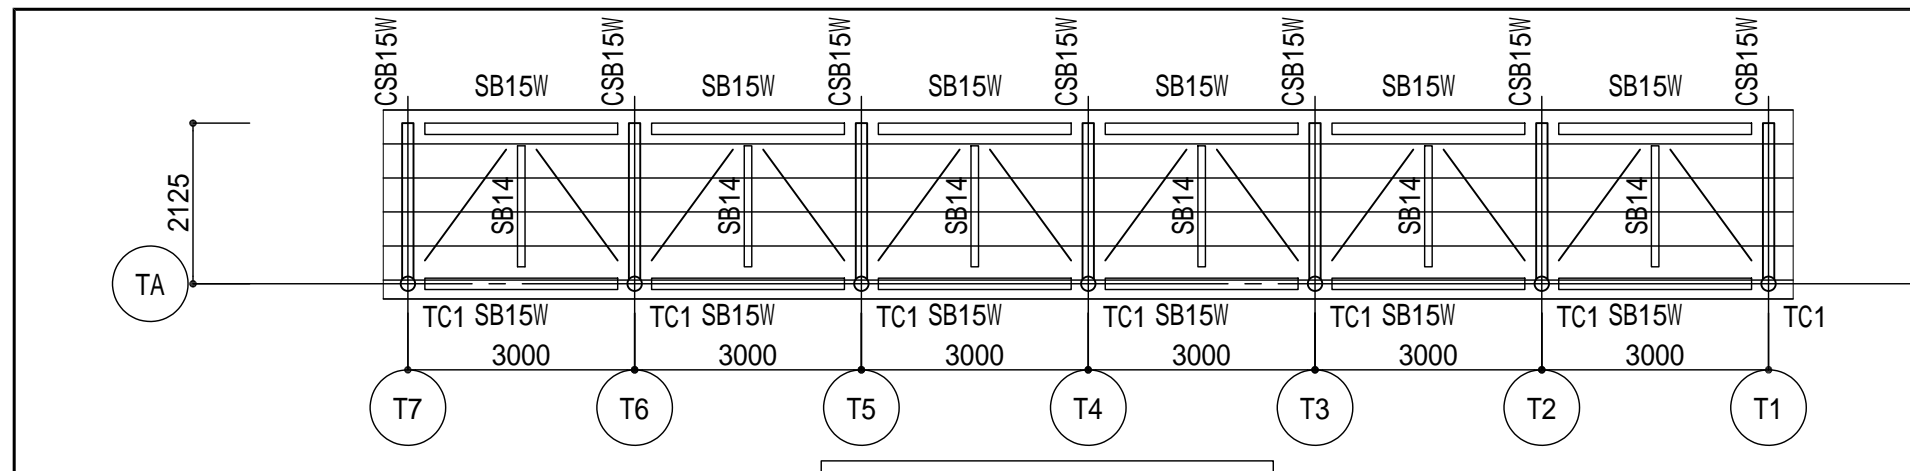 CSB15W CSB15W CSB15W CSB15W CSB15W CSB15W CSB15W
SB15W SB15W SB15W SB15W SB15W SB15W
2125 SB14 SB14 SB14 SB14 SB14 SB14
TA
TC1 SB15W TC1 SB15W TC1 SB15W TC1 SB15W TC1 SB15W TC1 SB15W TC1
3000 3000 3000 3000 3000 3000
T7 T6 T5 T4 T3 T2 T1